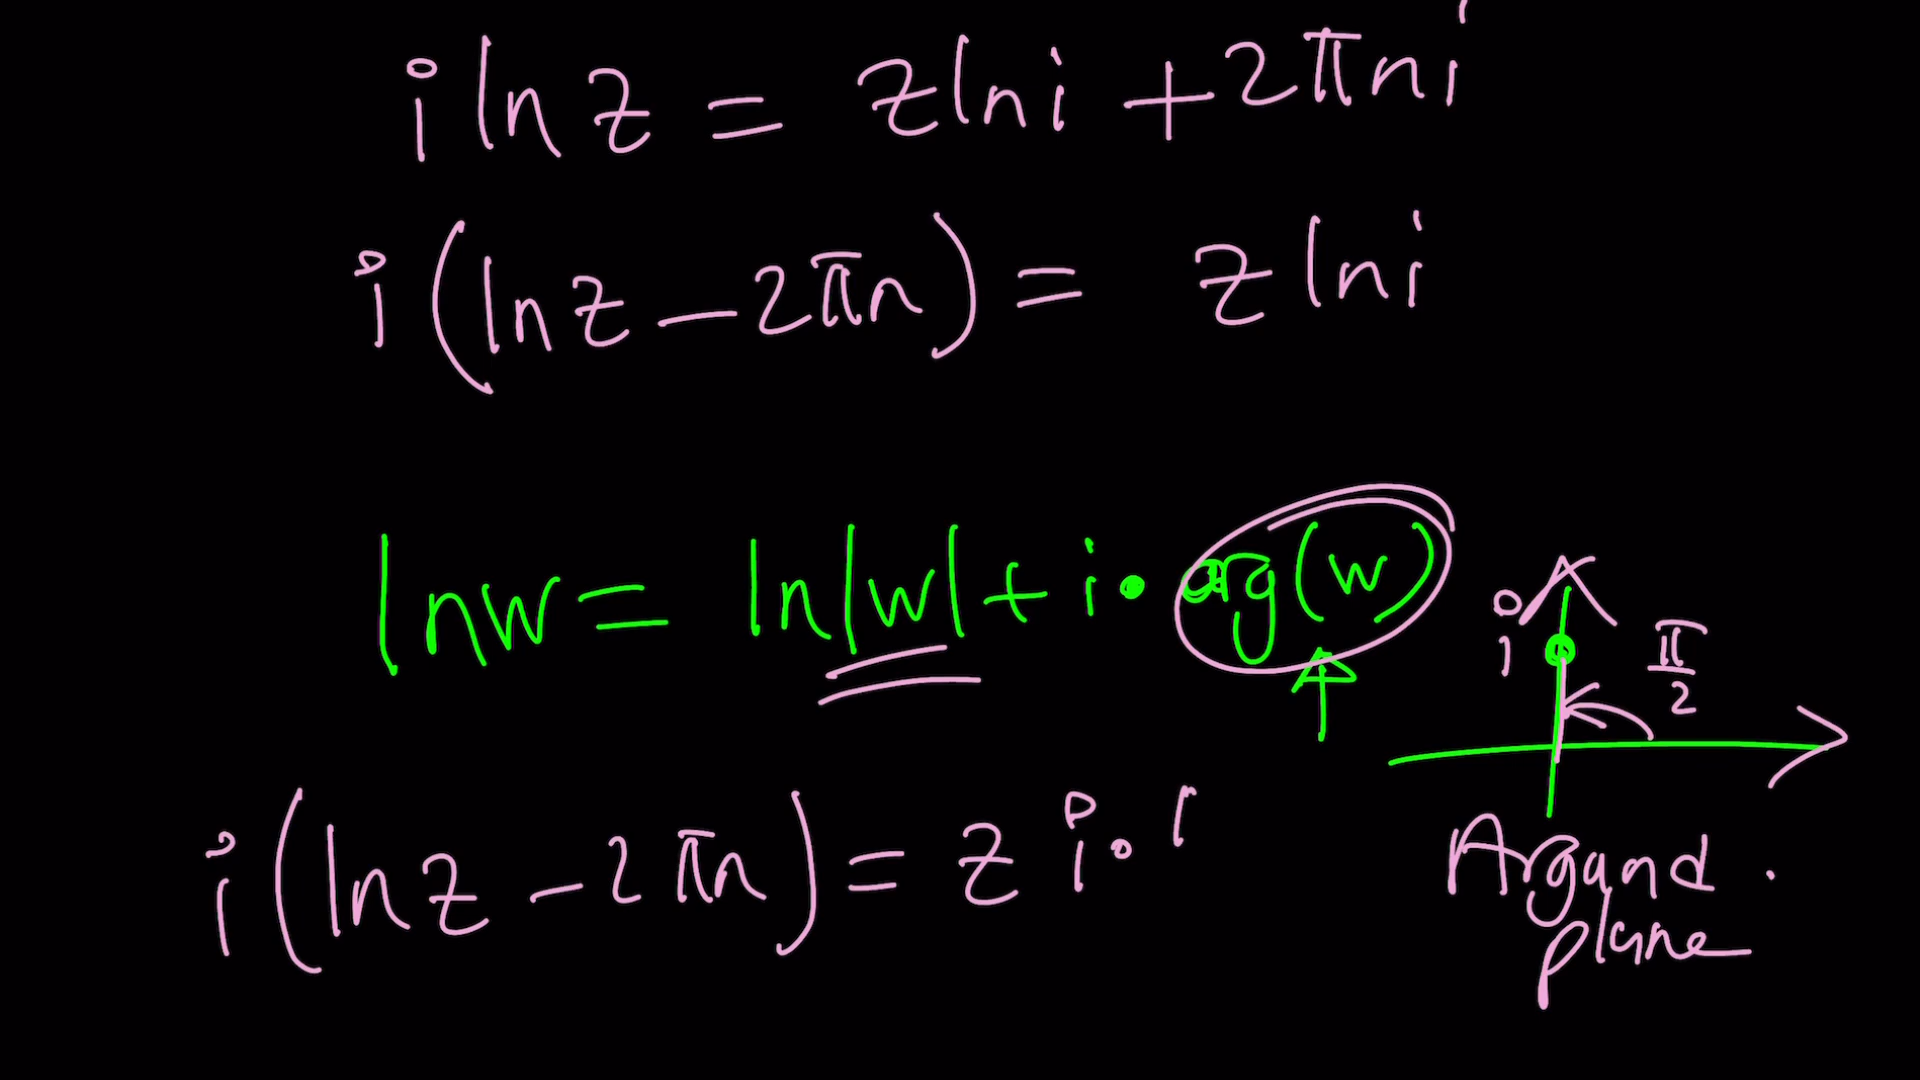 i ln z = z ln i + 2πni
i (ln z − 2πn) = z ln i
ln w = ln|w| + i • arg(w)
i
π/2
i (ln z − 2πn) = z i •
Argand
plane